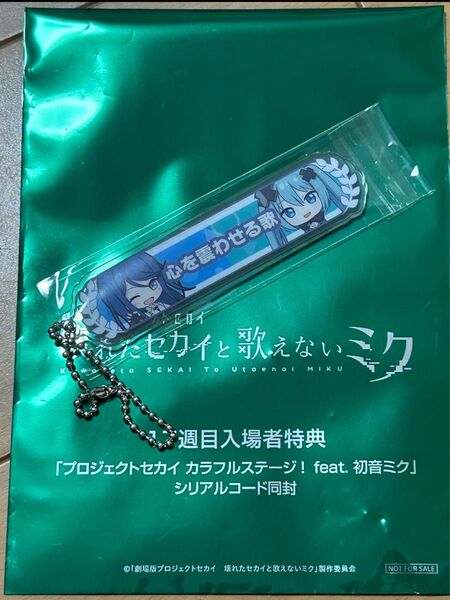 心を震わせる歌
セカイ
れたセカイと歌えないミク
SEKAI To Utaenai MIKU
週目入場者特典
「プロジェクトセカイ カラフルステージ! feat. 初音ミク」
シリアルコード同封
©「劇場版プロジェクトセカイ 壊れたセカイと歌えないミク」製作委員会
NOT FOR SALE